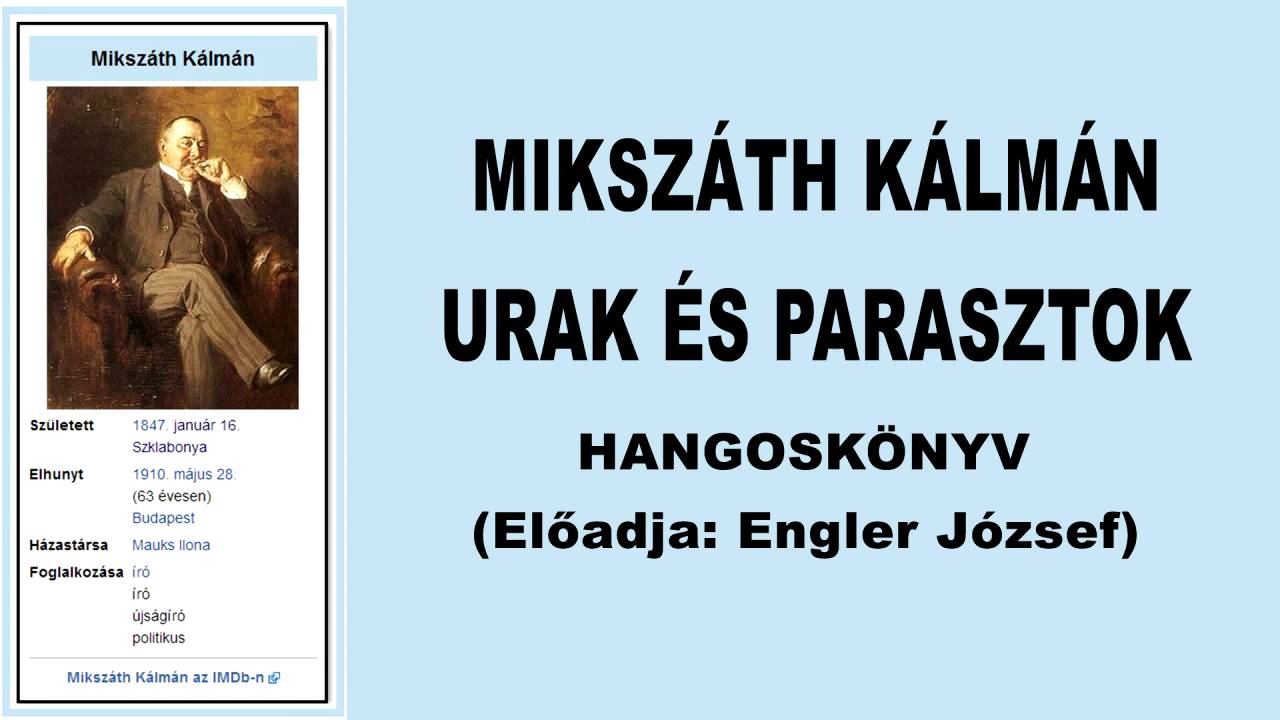 Mikszáth Kálmán
Született 1847. január 16.
Szklabonya
Elhunyt 1910. május 28.
(63 évesen)
Budapest
Házastársa Mauks Ilona
Foglalkozása író
író
újságíró
politikus
Mikszáth Kálmán az IMDb-n
MIKSZÁTH KÁLMÁN
URAK ÉS PARASZTOK
HANGOSKÖNYV
(Előadja: Engler József)